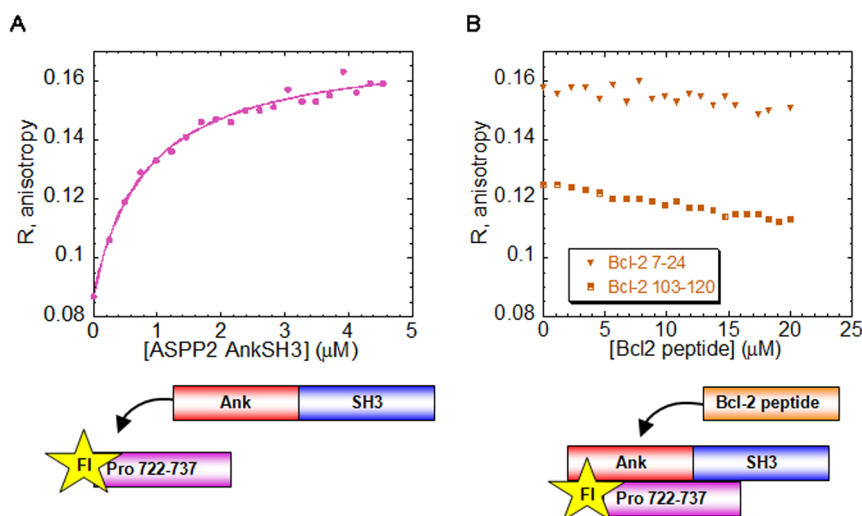 A
R, anisotropy
0.16
0.14
0.12
0.1
0.08
0
1
2
3
4
5
[ASPP2 AnkSH3] (µM)
Ank
SH3
Fl
Pro 722-737
B
R, anisotropy
0.16
0.14
0.12
0.1
0.08
Bcl-2 7-24
Bcl-2 103-120
0
5
10
15
20
25
[Bcl2 peptide] (µM)
Bcl-2 peptide
Ank
SH3
Fl
Pro 722-737